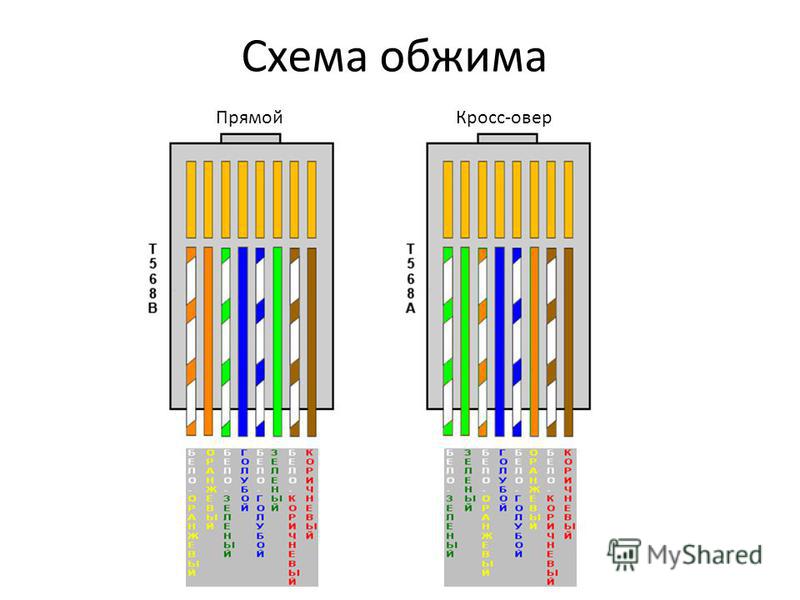 Схема обжима
Прямой
Кросс-овер
T568B
T568A
БЕЛО-ОРАНЖЕВЫЙ
ОРАНЖЕВЫЙ
БЕЛО-ЗЕЛЕНЫЙ
ГОЛУБОЙ
БЕЛО-ГОЛУБОЙ
ЗЕЛЕНЫЙ
БЕЛО-КОРИЧНЕВЫЙ
КОРИЧНЕВЫЙ
БЕЛО-ЗЕЛЕНЫЙ
ЗЕЛЕНЫЙ
БЕЛО-ОРАНЖЕВЫЙ
ГОЛУБОЙ
БЕЛО-ГОЛУБОЙ
ОРАНЖЕВЫЙ
БЕЛО-КОРИЧНЕВЫЙ
КОРИЧНЕВЫЙ
MyShared